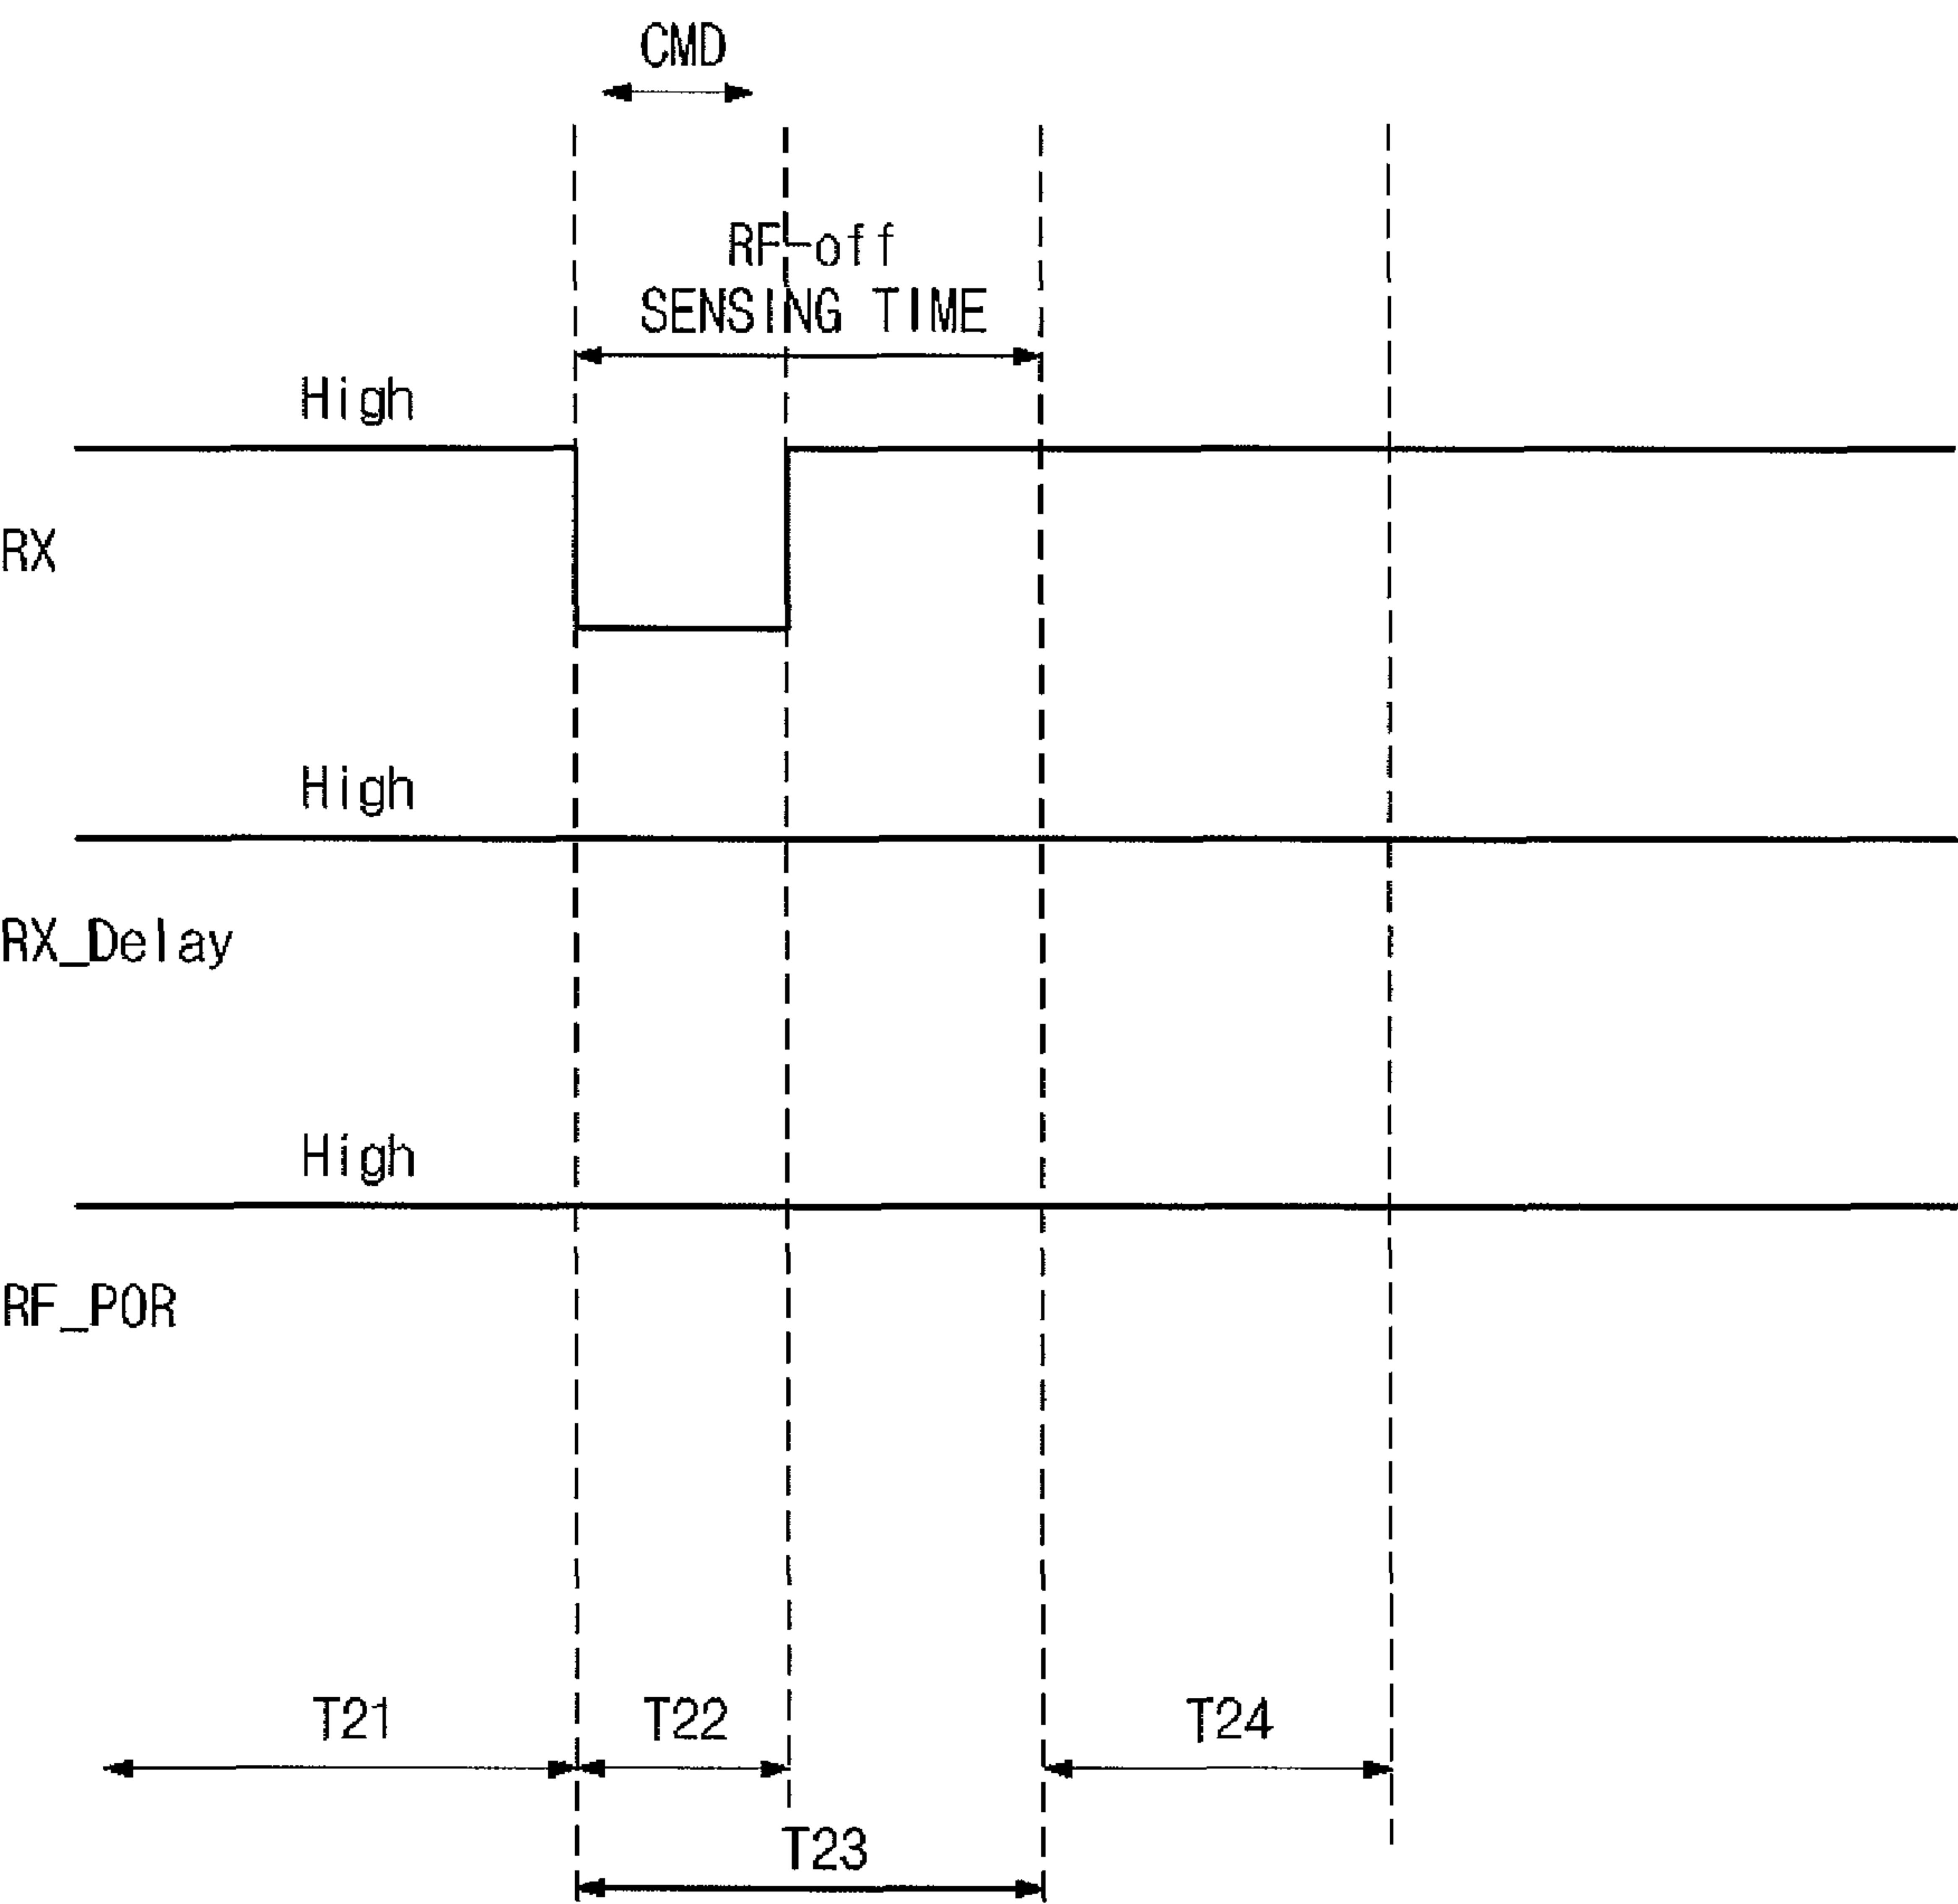 CMD
RF-off
SENSING TIME
High
RX
High
RX_Delay
High
RF_POR
T21
T22
T24
T23